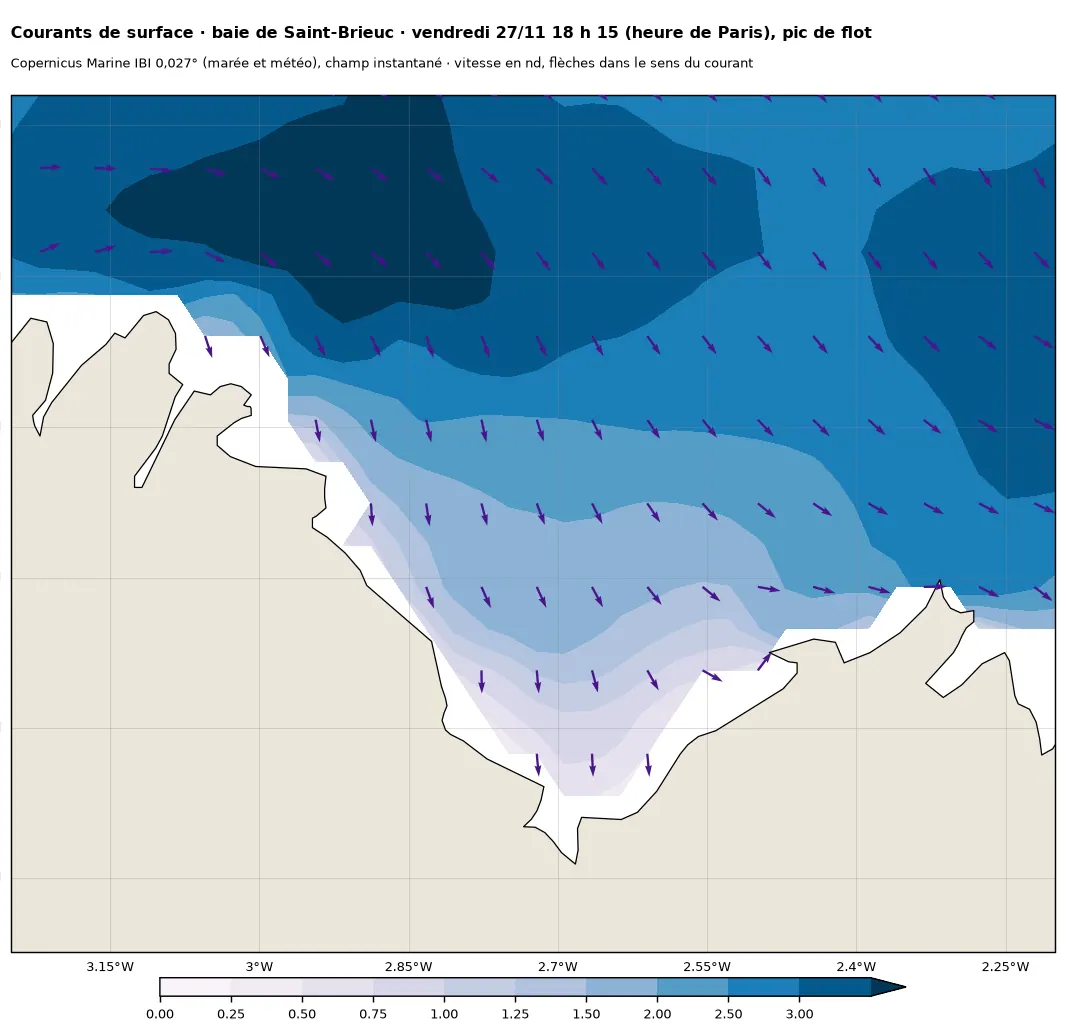 Courants de surface · baie de Saint-Brieuc · vendredi 27/11 18 h 15 (heure de Paris), pic de flot
Copernicus Marine IBI 0,027° (marée et météo), champ instantané · vitesse en nd, flèches dans le sens du courant
3.15°W 3°W 2.85°W 2.7°W 2.55°W 2.4°W 2.25°W
0.00 0.25 0.50 0.75 1.00 1.25 1.50 2.00 2.50 3.00